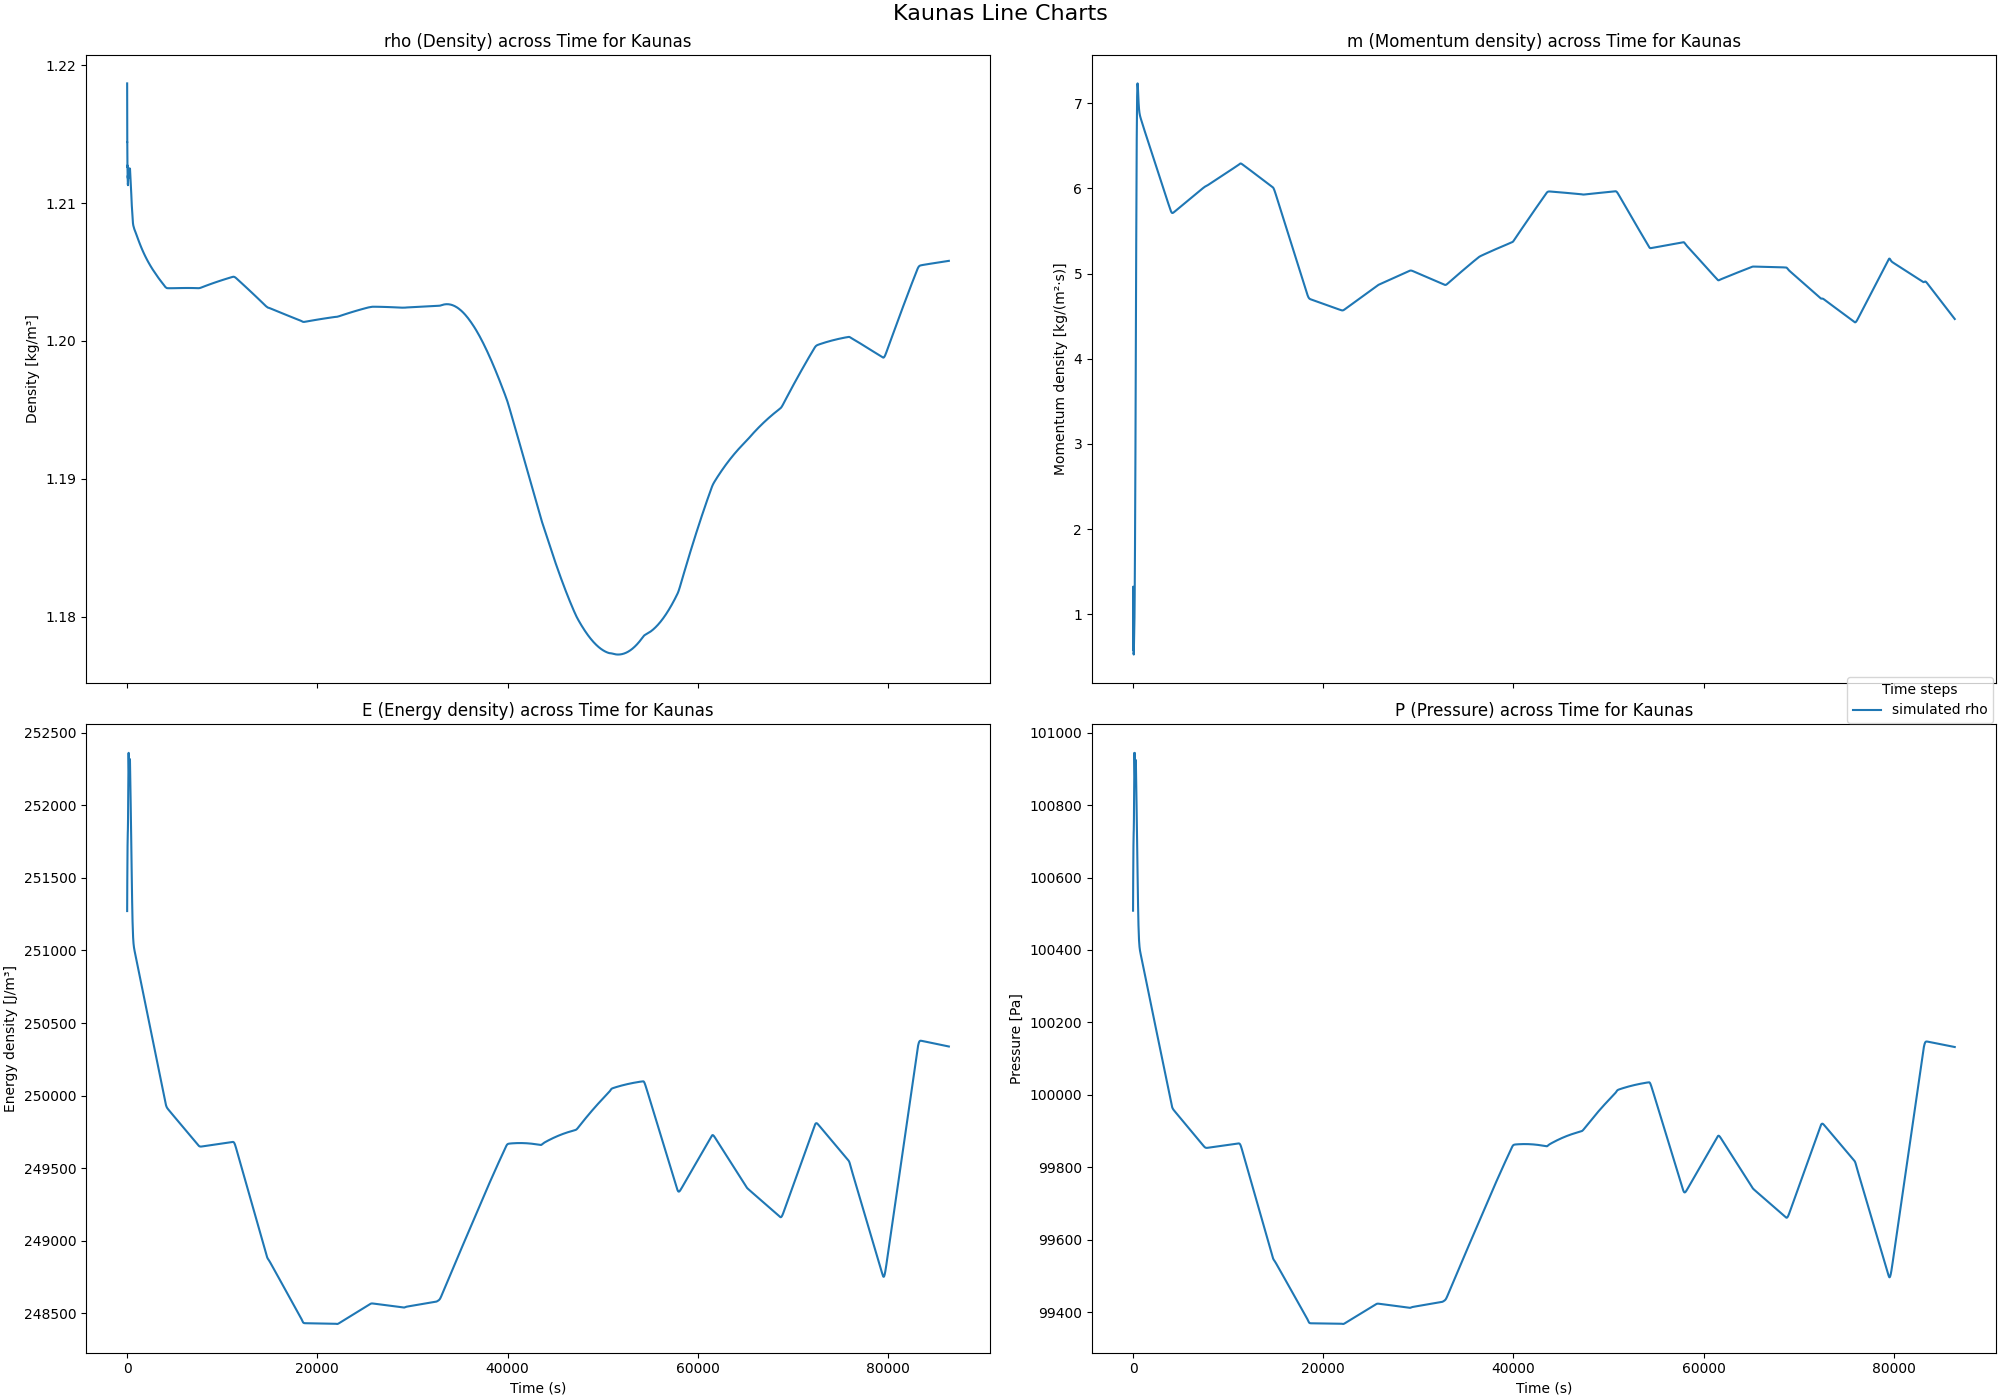 Kaunas Line Charts
rho (Density) across Time for Kaunas
1.22
1.21
1.20
1.19
1.18
Density [kg/m³]
m (Momentum density) across Time for Kaunas
7
6
5
4
3
2
1
Momentum density [kg/(m²·s)]
Time steps
simulated rho
E (Energy density) across Time for Kaunas
252500
252000
251500
251000
250500
250000
249500
249000
248500
Energy density [J/m³]
0 20000 40000 60000 80000
Time (s)
P (Pressure) across Time for Kaunas
101000
100800
100600
100400
100200
100000
99800
99600
99400
Pressure [Pa]
0 20000 40000 60000 80000
Time (s)